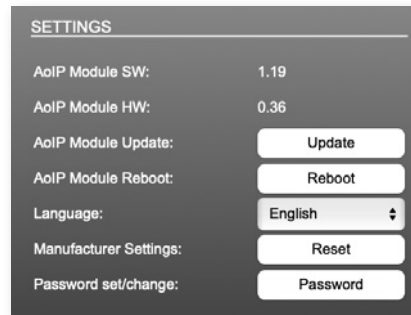 SETTINGS
AoIP Module SW: 1.19
AoIP Module HW: 0.36
AoIP Module Update: Update
AoIP Module Reboot: Reboot
Language: English
Manufacturer Settings: Reset
Password set/change: Password